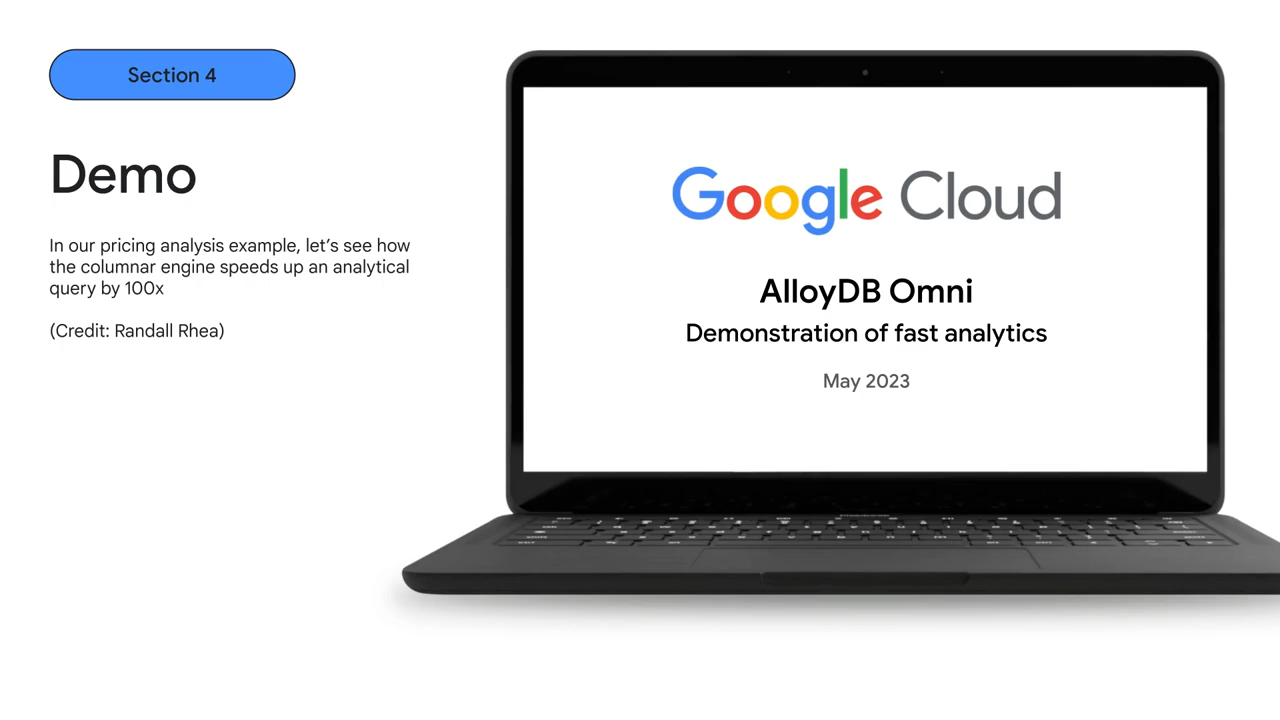 Section 4
Demo
In our pricing analysis example, let’s see how
the columnar engine speeds up an analytical
query by 100x
(Credit: Randall Rhea)
Google Cloud
AlloyDB Omni
Demonstration of fast analytics
May 2023